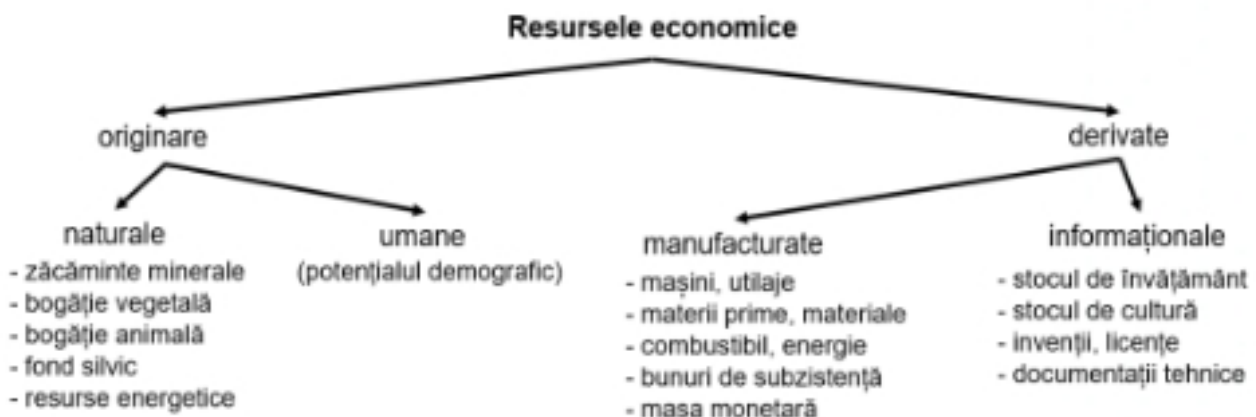 Resursele economice
originare
derivate
naturale
- zăcăminte minerale
- bogăție vegetală
- bogăție animală
- fond silvic
- resurse energetice
umane
(potențialul demografic)
manufacturate
- mașini, utilaje
- materii prime, materiale
- combustibil, energie
- bunuri de subzistență
- masa monetară
informaționale
- stocul de învățământ
- stocul de cultură
- invenții, licențe
- documentații tehnice